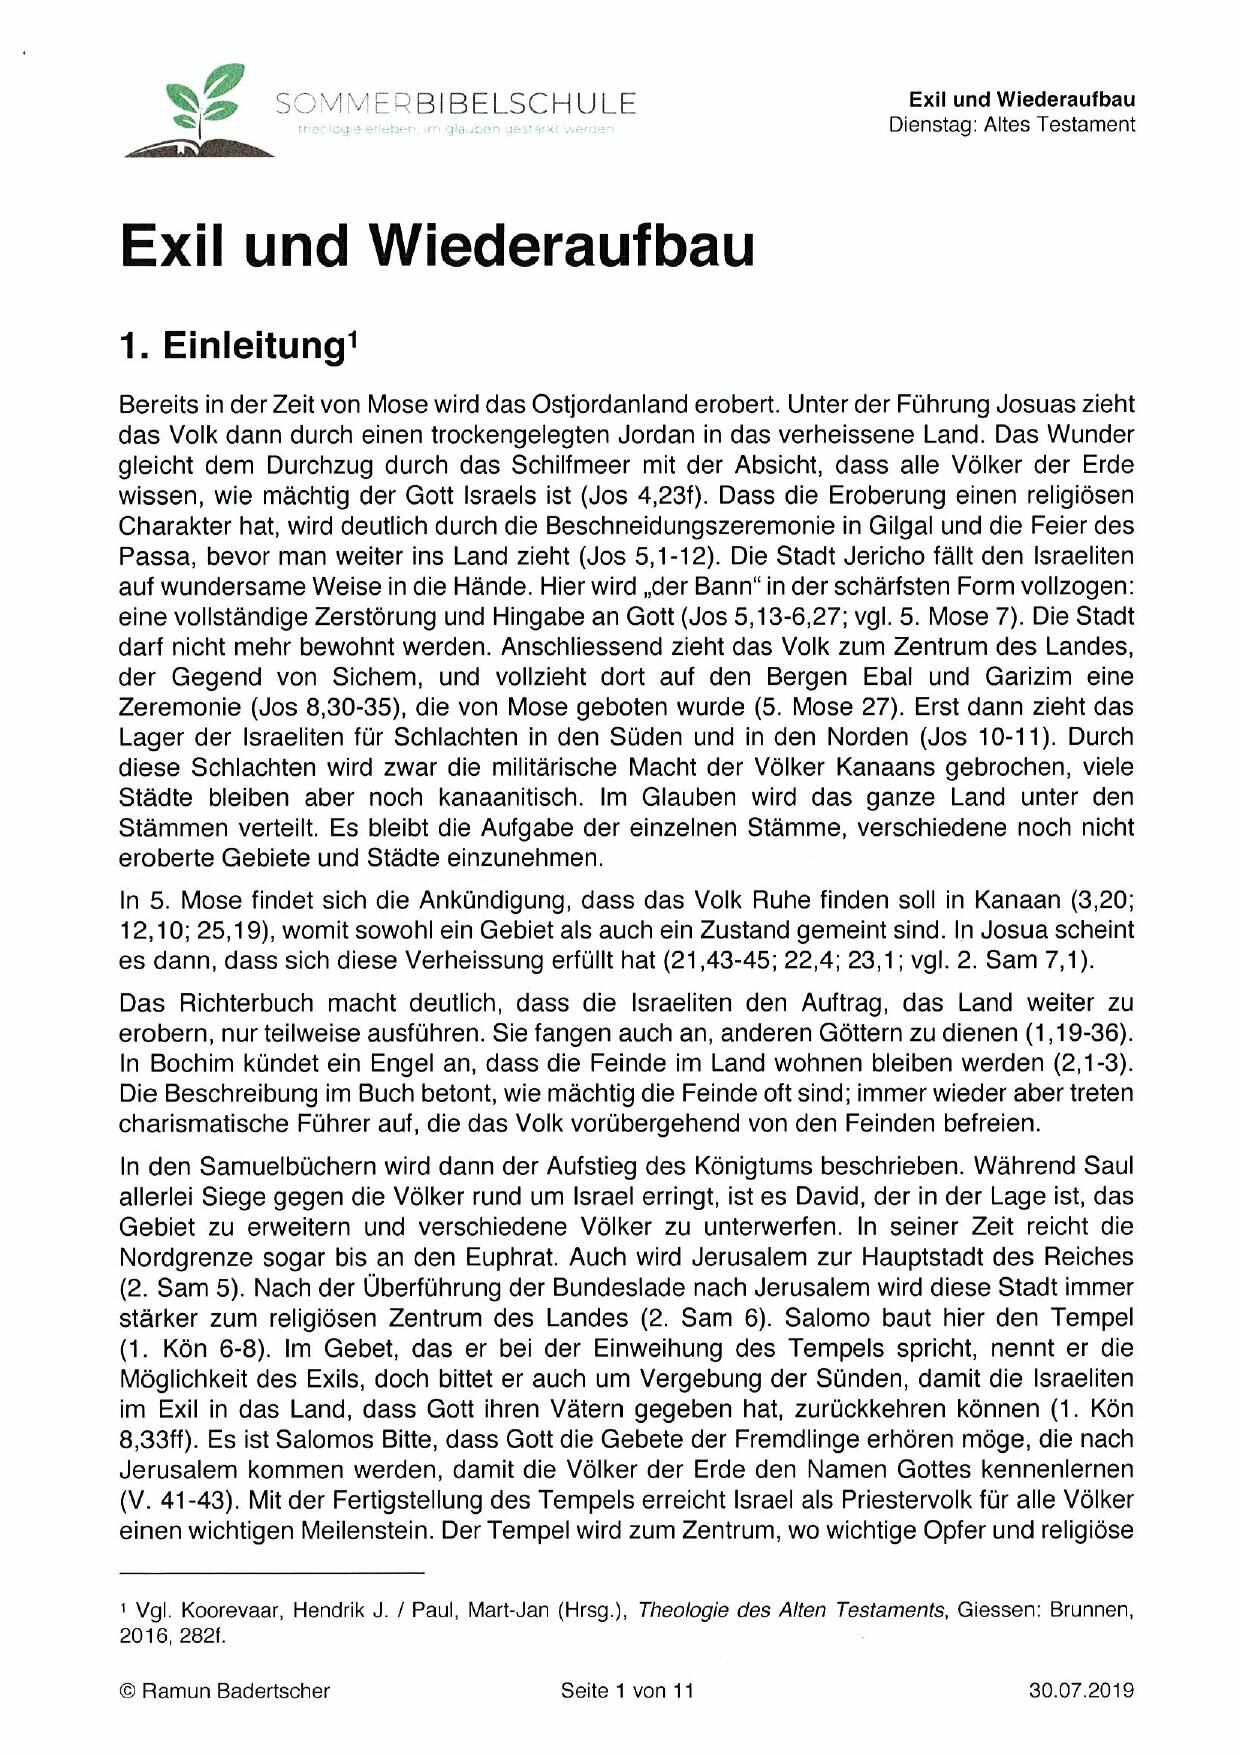 SOMMERBIBELSCHULE
theologie erleben, im glauben gestärkt werden
Exil und Wiederaufbau
Dienstag: Altes Testament
Exil und Wiederaufbau
1. Einleitung¹
Bereits in der Zeit von Mose wird das Ostjordanland erobert. Unter der Führung Josuas zieht
das Volk dann durch einen trockengelegten Jordan in das verheissene Land. Das Wunder
gleicht dem Durchzug durch das Schilfmeer mit der Absicht, dass alle Völker der Erde
wissen, wie mächtig der Gott Israels ist (Jos 4,23f). Dass die Eroberung einen religiösen
Charakter hat, wird deutlich durch die Beschneidungszeremonie in Gilgal und die Feier des
Passa, bevor man weiter ins Land zieht (Jos 5,1-12). Die Stadt Jericho fällt den Israeliten
auf wundersame Weise in die Hände. Hier wird „der Bann“ in der schärfsten Form vollzogen:
eine vollständige Zerstörung und Hingabe an Gott (Jos 5,13-6,27; vgl. 5. Mose 7). Die Stadt
darf nicht mehr bewohnt werden. Anschliessend zieht das Volk zum Zentrum des Landes,
der Gegend von Sichem, und vollzieht dort auf den Bergen Ebal und Garizim eine
Zeremonie (Jos 8,30-35), die von Mose geboten wurde (5. Mose 27). Erst dann zieht das
Lager der Israeliten für Schlachten in den Süden und in den Norden (Jos 10-11). Durch
diese Schlachten wird zwar die militärische Macht der Völker Kanaans gebrochen, viele
Städte bleiben aber noch kanaanitisch. Im Glauben wird das ganze Land unter den
Stämmen verteilt. Es bleibt die Aufgabe der einzelnen Stämme, verschiedene noch nicht
eroberte Gebiete und Städte einzunehmen.
In 5. Mose findet sich die Ankündigung, dass das Volk Ruhe finden soll in Kanaan (3,20;
12,10; 25,19), womit sowohl ein Gebiet als auch ein Zustand gemeint sind. In Josua scheint
es dann, dass sich diese Verheissung erfüllt hat (21,43-45; 22,4; 23,1; vgl. 2. Sam 7,1).
Das Richterbuch macht deutlich, dass die Israeliten den Auftrag, das Land weiter zu
erobern, nur teilweise ausführen. Sie fangen auch an, anderen Göttern zu dienen (1,19-36).
In Bochim kündet ein Engel an, dass die Feinde im Land wohnen bleiben werden (2,1-3).
Die Beschreibung im Buch betont, wie mächtig die Feinde oft sind; immer wieder aber treten
charismatische Führer auf, die das Volk vorübergehend von den Feinden befreien.
In den Samuelbüchern wird dann der Aufstieg des Königtums beschrieben. Während Saul
allerlei Siege gegen die Völker rund um Israel erringt, ist es David, der in der Lage ist, das
Gebiet zu erweitern und verschiedene Völker zu unterwerfen. In seiner Zeit reicht die
Nordgrenze sogar bis an den Euphrat. Auch wird Jerusalem zur Hauptstadt des Reiches
(2. Sam 5). Nach der Überführung der Bundeslade nach Jerusalem wird diese Stadt immer
stärker zum religiösen Zentrum des Landes (2. Sam 6). Salomo baut hier den Tempel
(1. Kön 6-8). Im Gebet, das er bei der Einweihung des Tempels spricht, nennt er die
Möglichkeit des Exils, doch bittet er auch um Vergebung der Sünden, damit die Israeliten
im Exil in das Land, dass Gott ihren Vätern gegeben hat, zurückkehren können (1. Kön
8,33ff). Es ist Salomos Bitte, dass Gott die Gebete der Fremdlinge erhören möge, die nach
Jerusalem kommen werden, damit die Völker der Erde den Namen Gottes kennenlernen
(V. 41-43). Mit der Fertigstellung des Tempels erreicht Israel als Priestervolk für alle Völker
einen wichtigen Meilenstein. Der Tempel wird zum Zentrum, wo wichtige Opfer und religiöse
¹ Vgl. Koorevaar, Hendrik J. / Paul, Mart-Jan (Hrsg.), Theologie des Alten Testaments, Giessen: Brunnen,
2016, 282f.
© Ramun Badertscher
Seite 1 von 11
30.07.2019